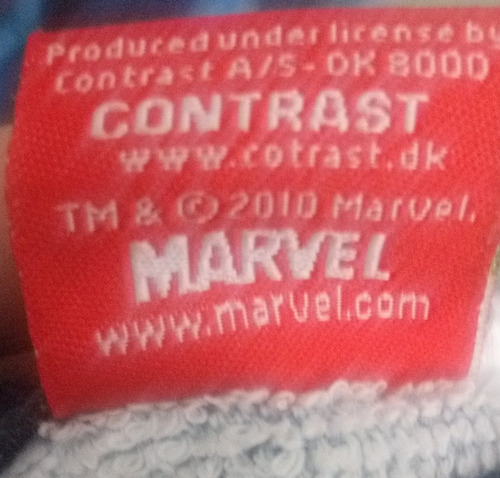 Produced under license by
Contrast A/S - DK 8000
CONTRAST
www.cotrast.dk
TM & © 2010 Marvel.
MARVEL
www.marvel.com